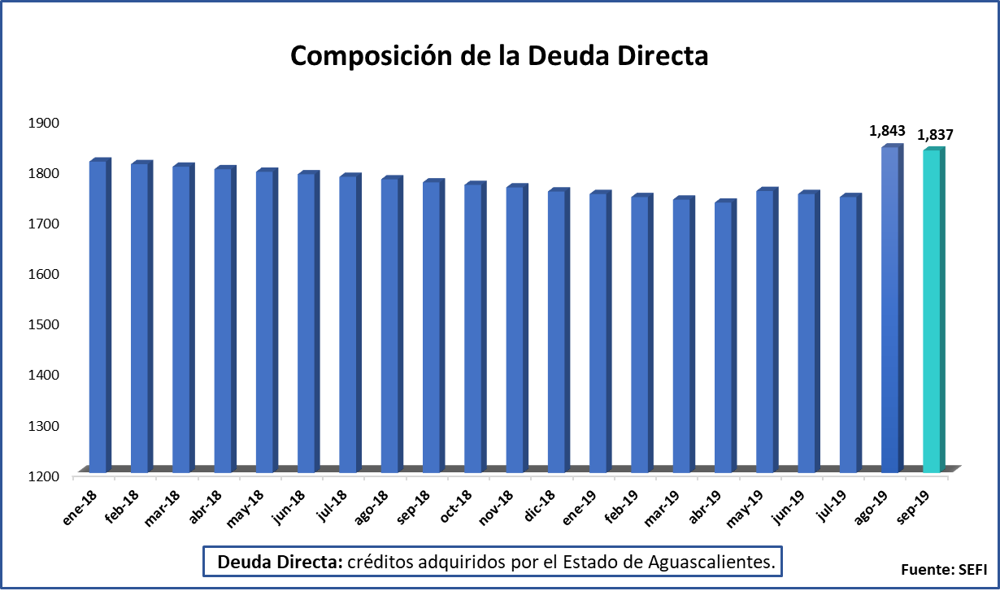 Composición de la Deuda Directa
1900
1800
1700
1600
1500
1400
1300
1200
1,843
1,837
ene-18
feb-18
mar-18
abr-18
may-18
jun-18
jul-18
ago-18
sep-18
oct-18
nov-18
dic-18
ene-19
feb-19
mar-19
abr-19
may-19
jun-19
jul-19
ago-19
sep-19
Deuda Directa: créditos adquiridos por el Estado de Aguascalientes.
Fuente: SEFI